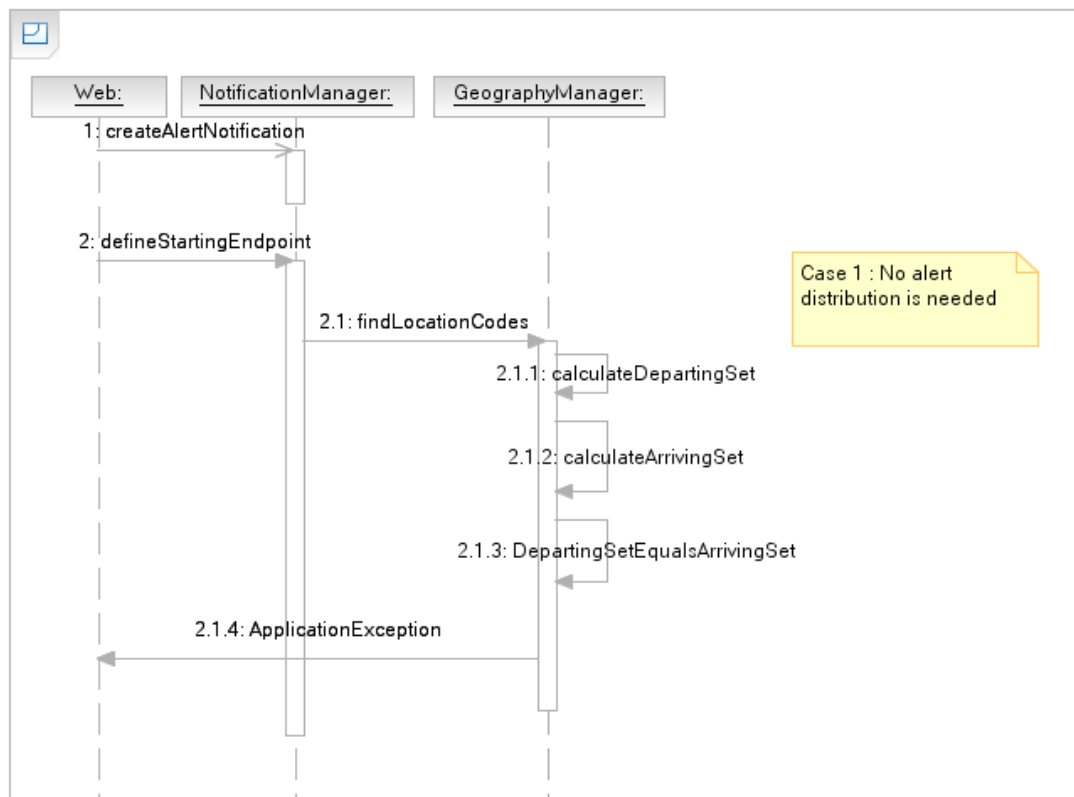 Web:
NotificationManager:
GeographyManager:
1: createAlertNotification
2: defineStartingEndpoint
Case 1 : No alert
distribution is needed
2.1: findLocationCodes
2.1.1: calculateDepartingSet
2.1.2: calculateArrivingSet
2.1.3: DepartingSetEqualsArrivingSet
2.1.4: ApplicationException